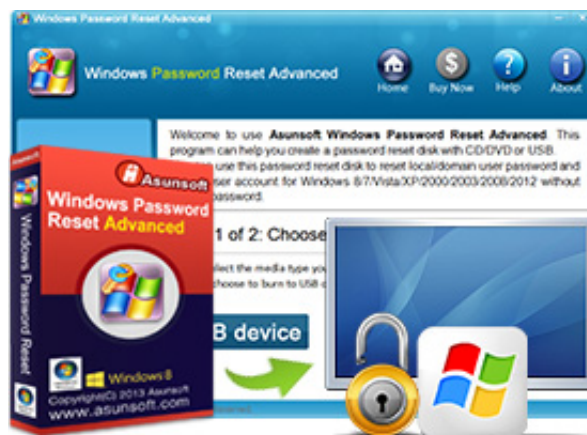 Windows Password Reset Advanced
Windows Password Reset Advanced
Home
Buy Now
Help
About
Welcome to use Asunsoft Windows Password Reset Advanced. This
program can help you create a password reset disk with CD/DVD or USB.
use this password reset disk to reset local/domain user password and
user account for Windows 8/7/Vista/XP/2000/2003/2008/2012 without
password.
1 of 2: Choose
select the media type you
choose to burn to USB
B device
Asunsoft
Asunsoft
Windows Password
Reset Advanced
Windows Password Reset
Windows 8
Copyright(C) 2013 Asunsoft
www.asunsoft.com